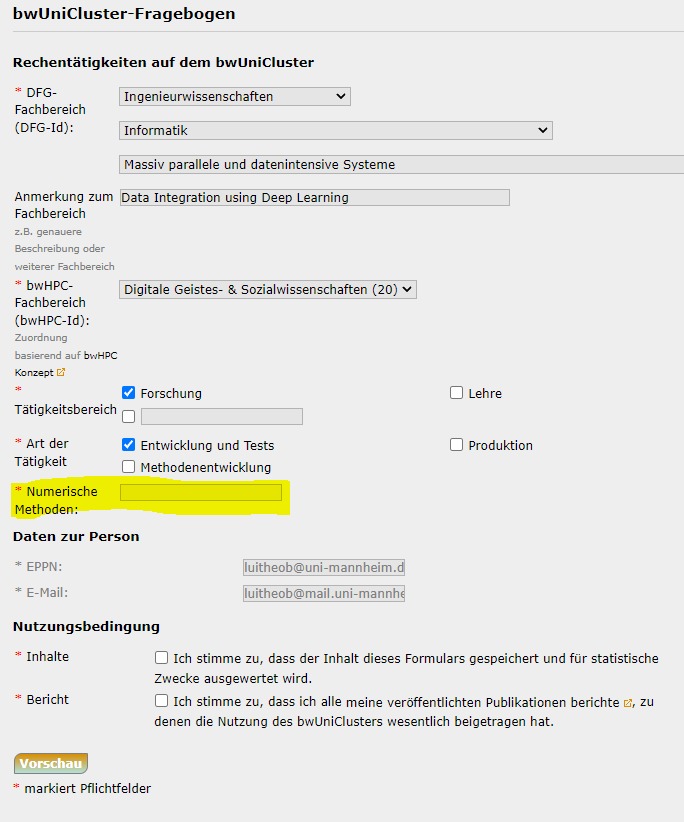 bwUniCluster-Fragebogen
Rechentätigkeiten auf dem bwUniCluster
* DFG-
Fachbereich
(DFG-Id):
Ingenieurwissenschaften
Informatik
Massiv parallele und datenintensive Systeme
Anmerkung zum
Fachbereich
z.B. genauere
Beschreibung oder
weiterer Fachbereich
Data Integration using Deep Learning
* bwHPC-
Fachbereich
(bwHPC-Id):
Zuordnung
basierend auf bwHPC
Konzept
Digitale Geistes- & Sozialwissenschaften (20)
*
Tätigkeitsbereich
Forschung
Lehre
* Art der
Tätigkeit
Entwicklung und Tests
Produktion
Methodenentwicklung
* Numerische
Methoden:
Daten zur Person
* EPPN:
luitheob@uni-mannheim.d
* E-Mail:
luitheob@mail.uni-mannhe
Nutzungsbedingung
* Inhalte
Ich stimme zu, dass der Inhalt dieses Formulars gespeichert und für statistische
Zwecke ausgewertet wird.
* Bericht
Ich stimme zu, dass ich alle meine veröffentlichten Publikationen berichte, zu
denen die Nutzung des bwUniClusters wesentlich beigetragen hat.
Vorschau
* markiert Pflichtfelder